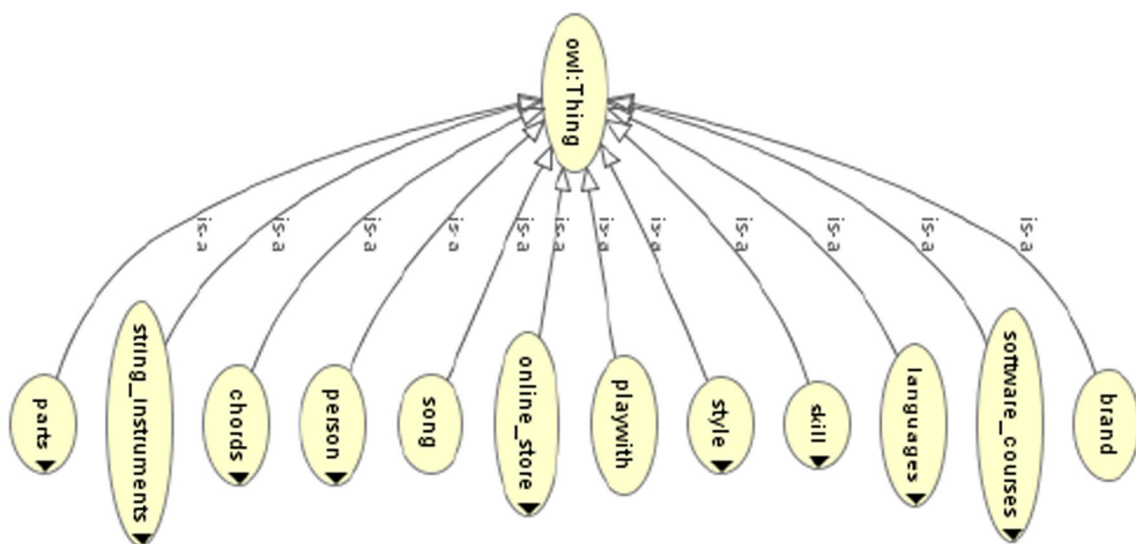 owl:Thing
is-a
is-a
is-a
is-a
is-a
is-a
is-a
is-a
is-a
is-a
is-a
is-a
parts
string_Instruments
chords
person
song
online_store
playwith
style
skill
languages
software_courses
brand